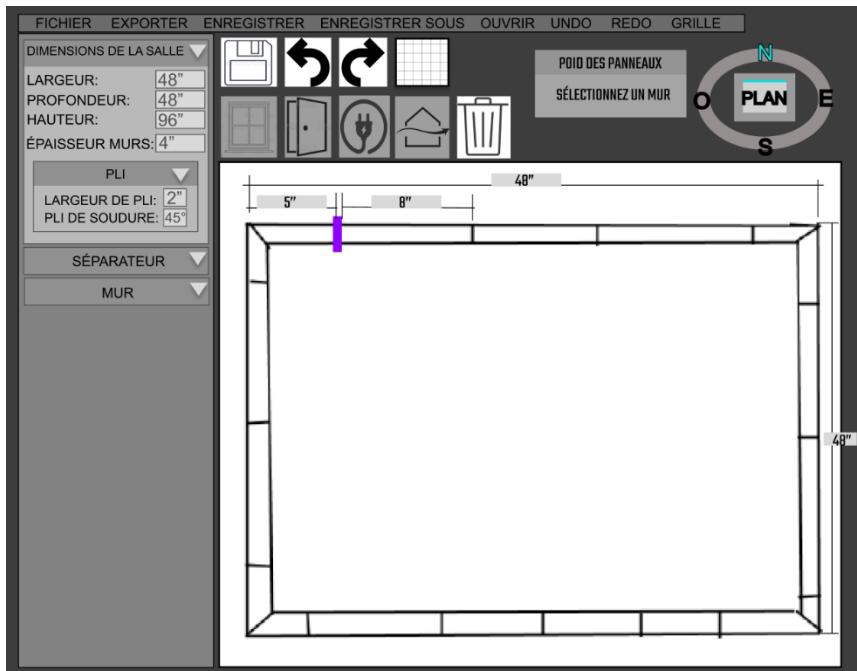 FICHIER EXPORTER ENREGISTRER ENREGISTRER SOUS OUVRIR UNDO REDO GRILLE
DIMENSIONS DE LA SALLE
LARGEUR: 48"
PROFONDEUR: 48"
HAUTEUR: 96"
ÉPAISSEUR MURS: 4"
PLI
LARGEUR DE PLI: 2"
PLI DE SOUDURE: 45°
SÉPARATEUR
MUR
POID DES PANNEAUX
SÉLECTIONNEZ UN MUR
N
O PLAN E
S
48"
5" 8"
48"